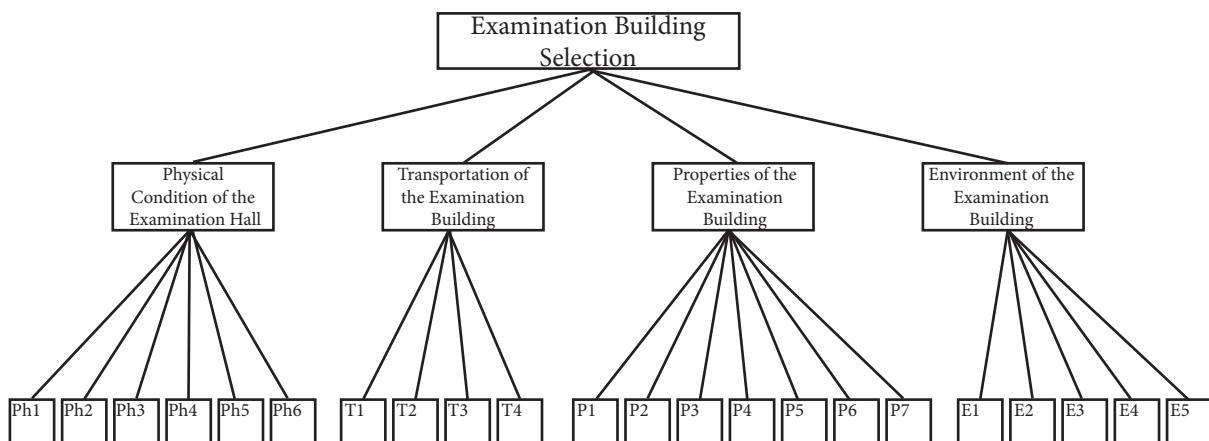 Examination Building
Selection
Physical
Condition of the
Examination Hall
Transportation of
the Examination
Building
Properties of the
Examination
Building
Environment of the
Examination
Building
Ph1 Ph2 Ph3 Ph4 Ph5 Ph6 T1 T2 T3 T4 P1 P2 P3 P4 P5 P6 P7 E1 E2 E3 E4 E5